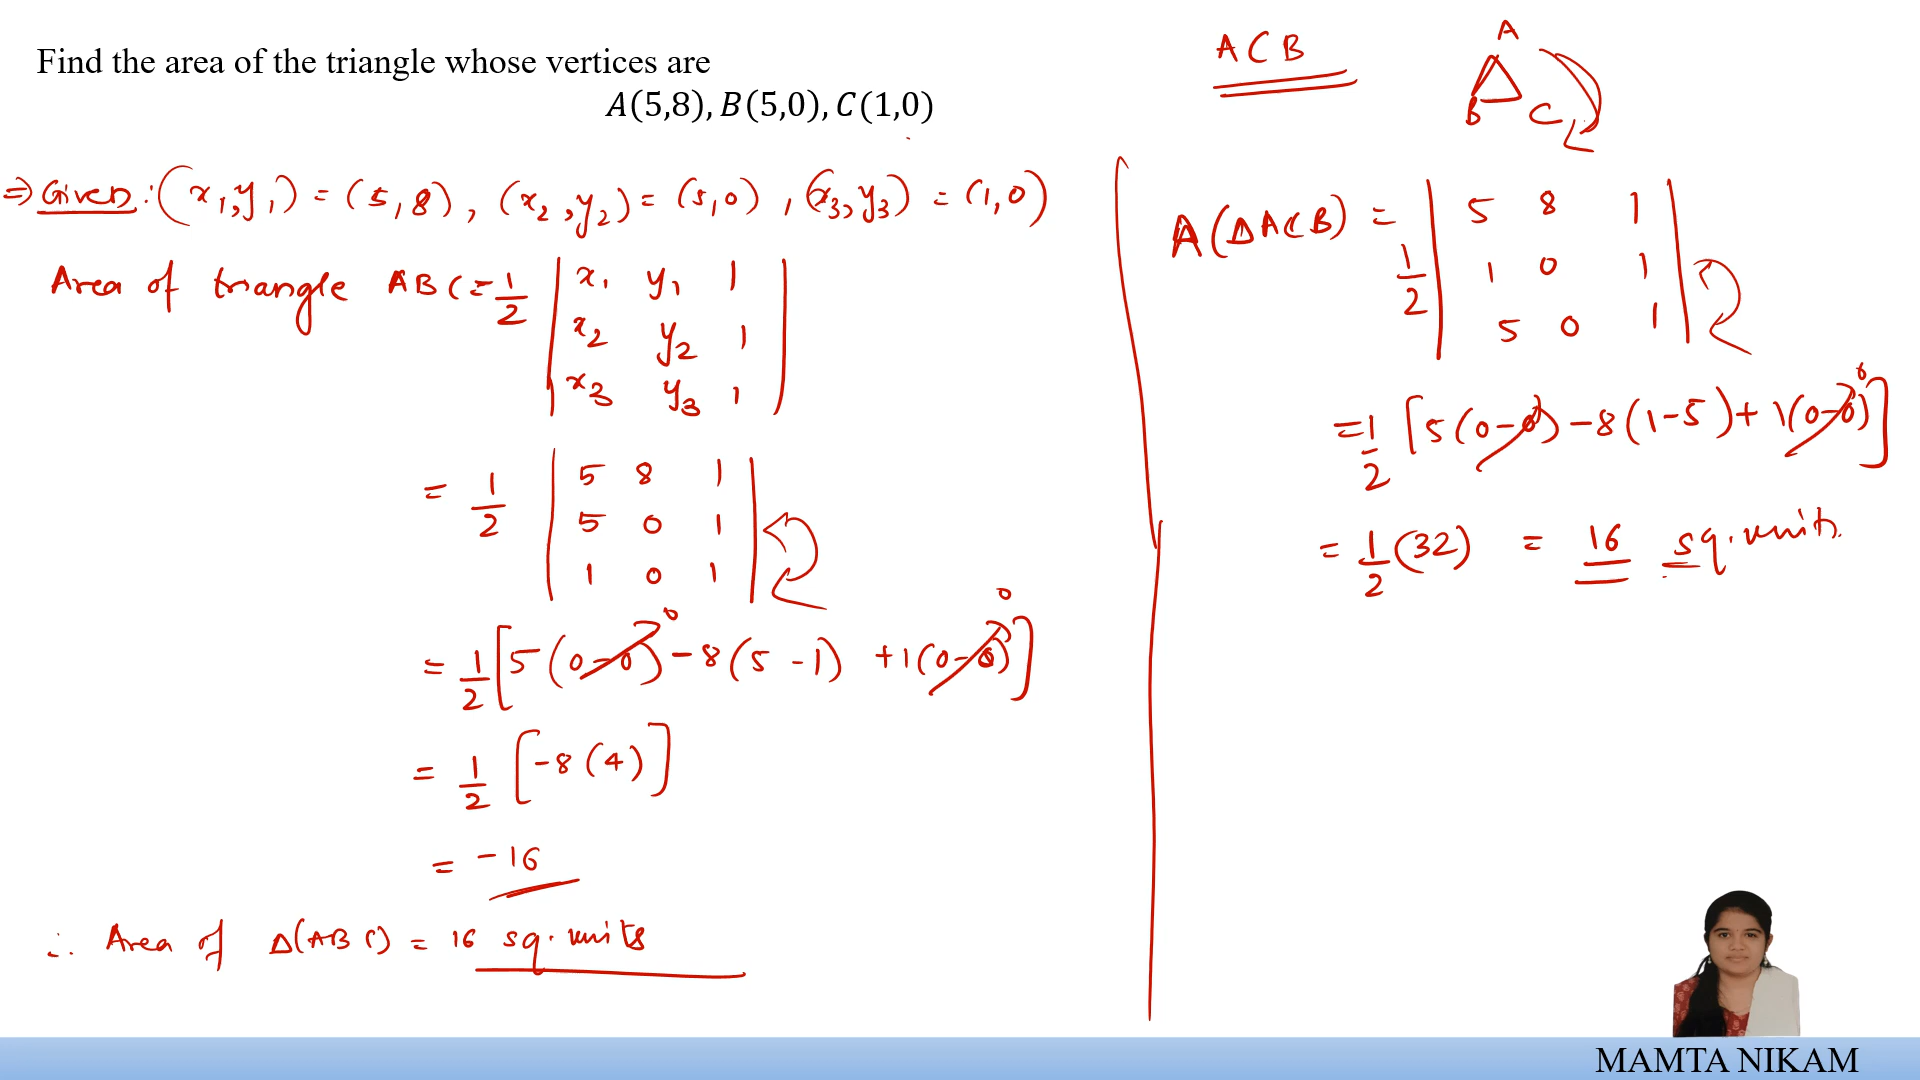 Find the area of the triangle whose vertices are
A(5,8), B(5,0), C(1,0)
⇒ Given : (x₁,y₁) = (5,8), (x₂,y₂) = (5,0), (x₃,y₃) = (1,0)
Area of triangle ABC = 1/2 | x₁ y₁ 1 |
x₂ y₂ 1
x₃ y₃ 1
= 1/2 | 5 8 1 |
5 0 1
1 0 1
= 1/2 [5(0-0) 0 -8(5-1) +1(0-0) 0]
= 1/2 [-8(4)]
= -16
∴ Area of Δ(ABC) = 16 sq. units
ACB
A
B C
A(ΔACB) = 1/2 | 5 8 1 |
1 0 1
5 0 1
= 1/2 [5(0-0) -8(1-5) + 1(0-0) 0]
= 1/2 (32) = 16 sq. units.
MAMTA NIKAM